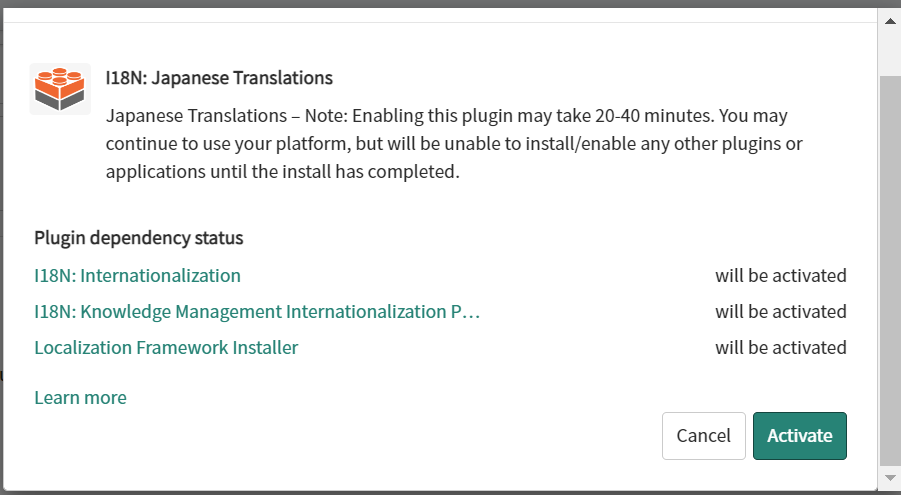 I18N: Japanese Translations
Japanese Translations – Note: Enabling this plugin may take 20-40 minutes. You may
continue to use your platform, but will be unable to install/enable any other plugins or
applications until the install has completed.
Plugin dependency status
I18N: Internationalization will be activated
I18N: Knowledge Management Internationalization P… will be activated
Localization Framework Installer will be activated
Learn more
Cancel Activate